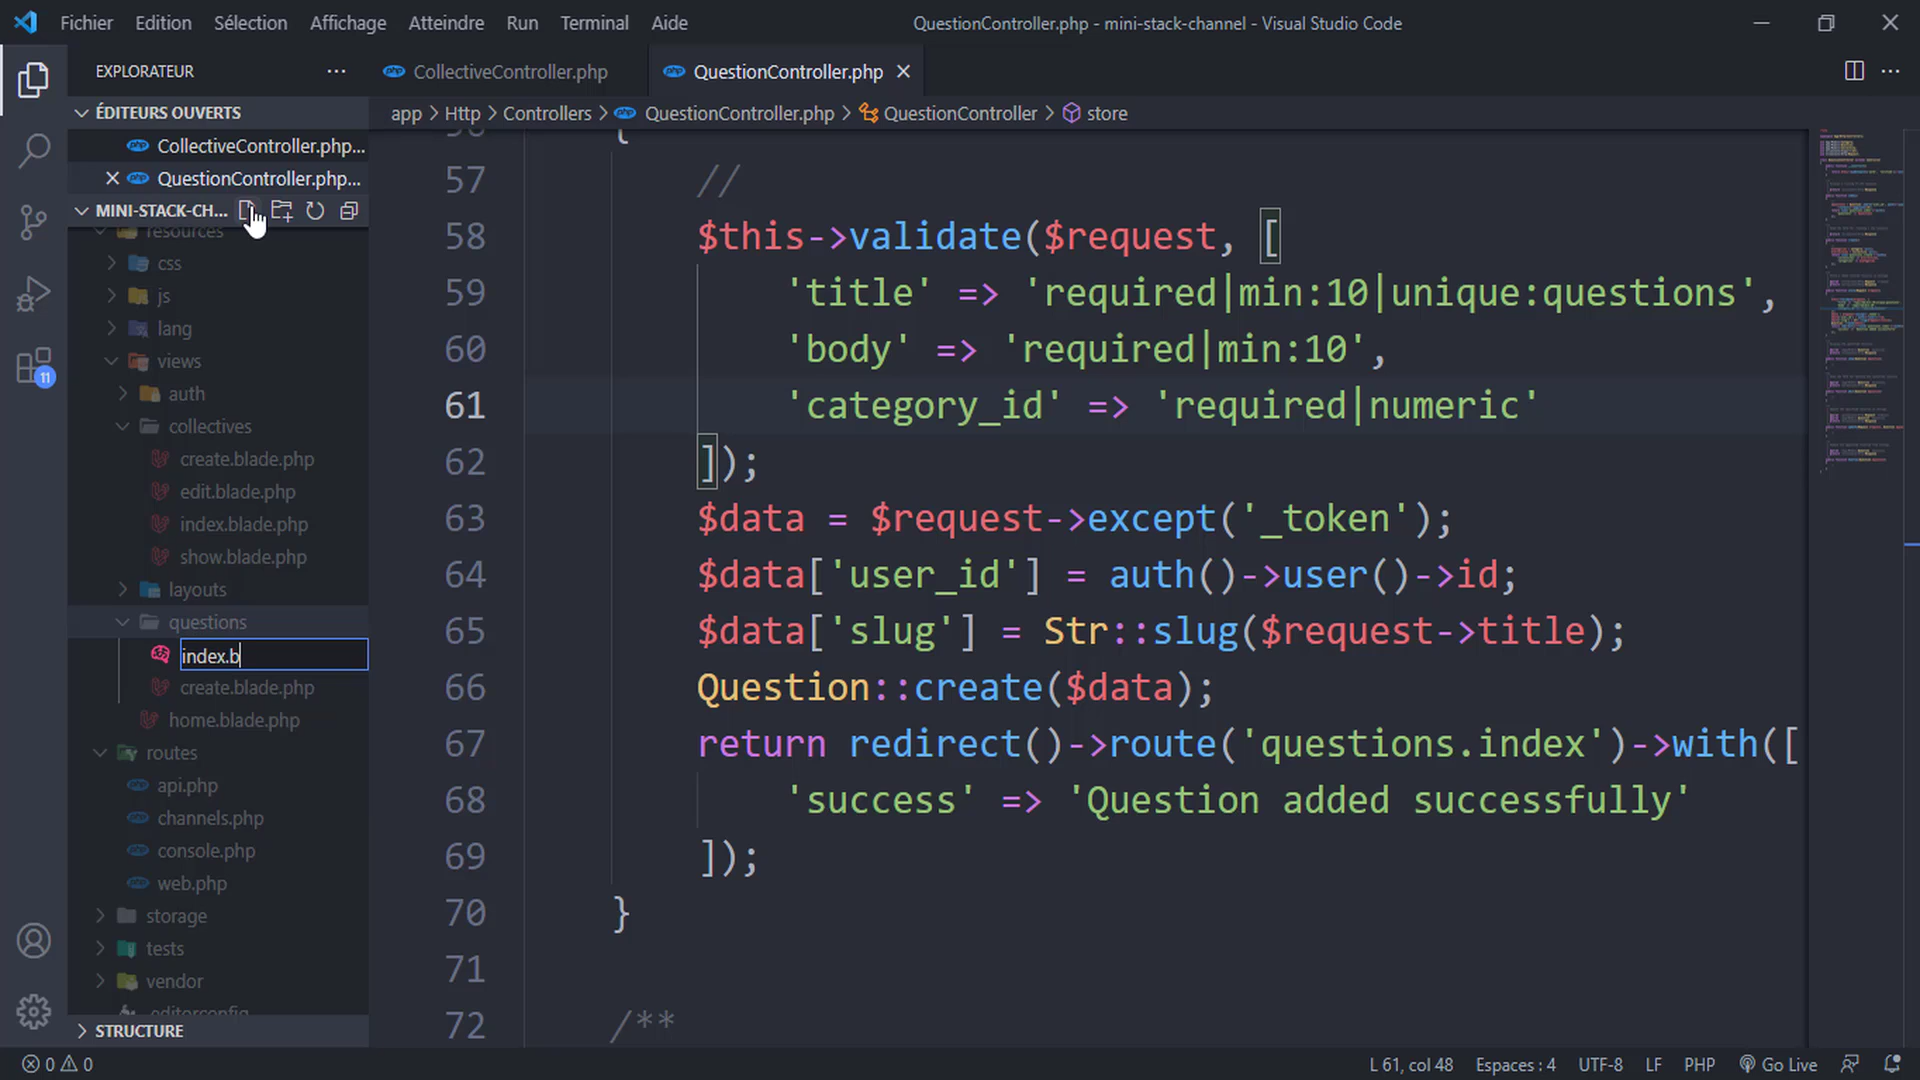 Fichier Edition Sélection Affichage Atteindre Run Terminal Aide QuestionController.php - mini-stack-channel - Visual Studio Code
EXPLORATEUR
CollectiveController.php QuestionController.php
ÉDITEURS OUVERTS
CollectiveController.php...
QuestionController.php...
MINI-STACK-CH...
resources
css
js
lang
views
auth
collectives
create.blade.php
edit.blade.php
index.blade.php
show.blade.php
layouts
questions
index.b
create.blade.php
home.blade.php
routes
api.php
channels.php
console.php
web.php
storage
tests
vendor
.editorconfig
STRUCTURE
11
app > Http > Controllers > QuestionController.php > QuestionController > store
56 {
57 //
58 $this->validate($request, [
59 'title' => 'required|min:10|unique:questions',
60 'body' => 'required|min:10',
61 'category_id' => 'required|numeric'
62 ]);
63 $data = $request->except('_token');
64 $data['user_id'] = auth()->user()->id;
65 $data['slug'] = Str::slug($request->title);
66 Question::create($data);
67 return redirect()->route('questions.index')->with([
68 'success' => 'Question added successfully'
69 ]);
70 }
71
72 /**
0 0 L 61, col 48 Espaces : 4 UTF-8 LF PHP Go Live